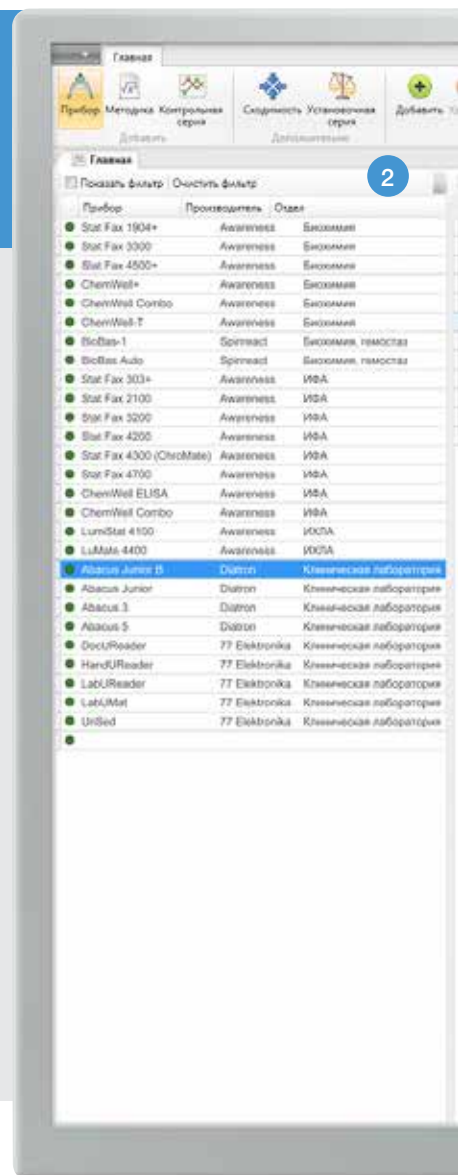 Главная
Прибор Методика Контрольная серия Сходимость Установочная серия Добавить
Добавить Дополнительно
Главная
Показать фильтр Очистить фильтр
2
Прибор Производитель Отдел
Stat Fax 1904+ Awareness Биохимия
Stat Fax 3300 Awareness Биохимия
Stat Fax 4500+ Awareness Биохимия
ChemWell+ Awareness Биохимия
ChemWell Combo Awareness Биохимия
ChemWell-T Awareness Биохимия
BioBas-1 Spinreact Биохимия, гемостаз
BioBas Auto Spinreact Биохимия, гемостаз
Stat Fax 303+ Awareness ИФА
Stat Fax 2100 Awareness ИФА
Stat Fax 3200 Awareness ИФА
Stat Fax 4200 Awareness ИФА
Stat Fax 4300 (ChroMate) Awareness ИФА
Stat Fax 4700 Awareness ИФА
ChemWell ELISA Awareness ИФА
ChemWell Combo Awareness ИФА
LumiStat 4100 Awareness ИХЛА
LuMate 4400 Awareness ИХЛА
Abacus Junior B Diatron Клиническая лаборатория
Abacus Junior Diatron Клиническая лаборатория
Abacus 3 Diatron Клиническая лаборатория
Abacus 5 Diatron Клиническая лаборатория
DocUReader 77 Elektronika Клиническая лаборатория
HandUReader 77 Elektronika Клиническая лаборатория
LabUReader 77 Elektronika Клиническая лаборатория
LabUMat 77 Elektronika Клиническая лаборатория
UriSed 77 Elektronika Клиническая лаборатория